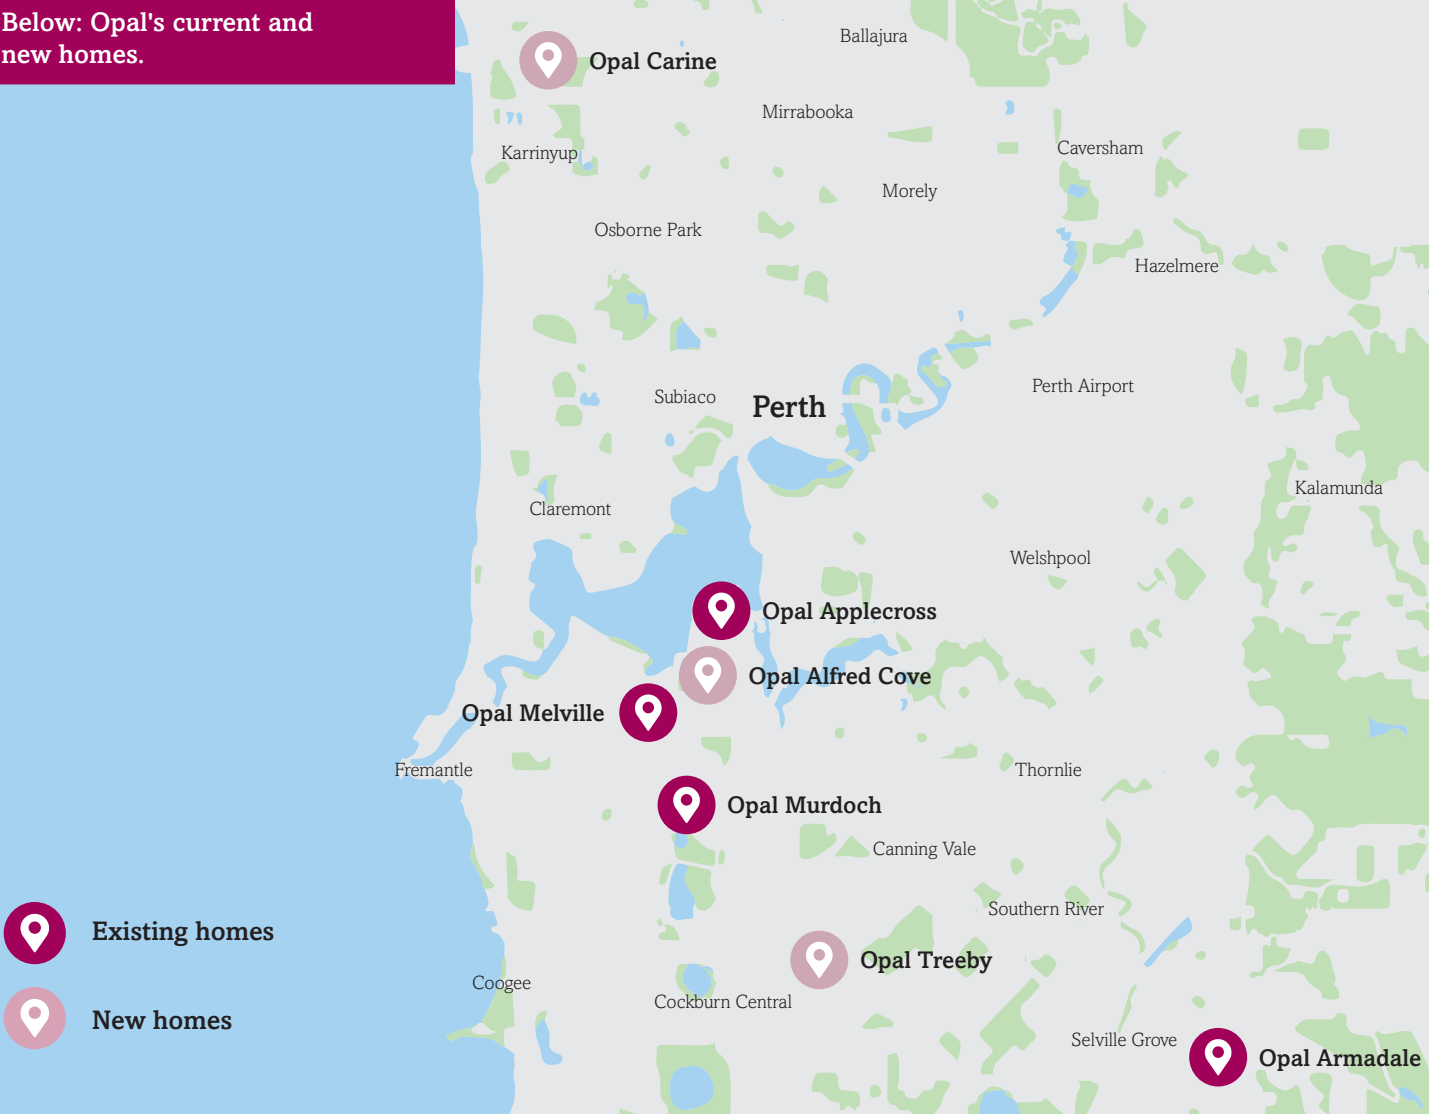 Below: Opal's current and
new homes.
Ballajura
Opal Carine
Mirrabooka
Karrinyup
Caversham
Morely
Osborne Park
Hazelmere
Perth Airport
Subiaco
Perth
Kalamunda
Claremont
Welshpool
Opal Applecross
Opal Alfred Cove
Opal Melville
Fremantle
Thornlie
Opal Murdoch
Canning Vale
Southern River
Existing homes
Opal Treeby
Coogee
Cockburn Central
New homes
Selville Grove
Opal Armadale